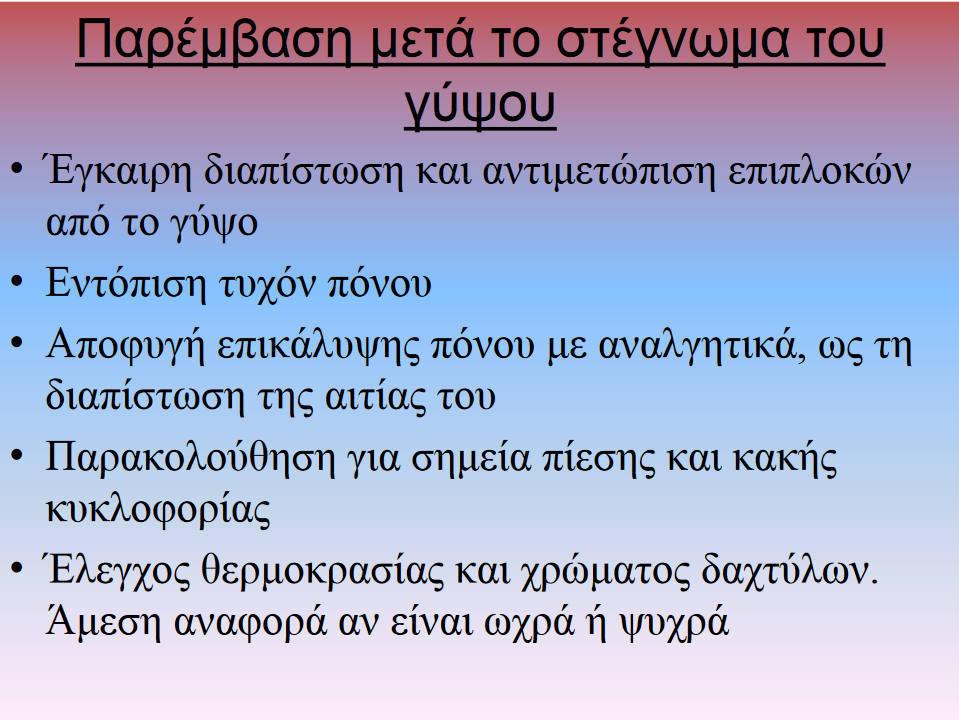 Παρέμβαση μετά το στέγνωμα του
γύψου
• Έγκαιρη διαπίστωση και αντιμετώπιση επιπλοκών
από το γύψο
• Εντόπιση τυχόν πόνου
• Αποφυγή επικάλυψης πόνου με αναλγητικά, ως τη
διαπίστωση της αιτίας του
• Παρακολούθηση για σημεία πίεσης και κακής
κυκλοφορίας
• Έλεγχος θερμοκρασίας και χρώματος δαχτύλων.
Άμεση αναφορά αν είναι ωχρά ή ψυχρά